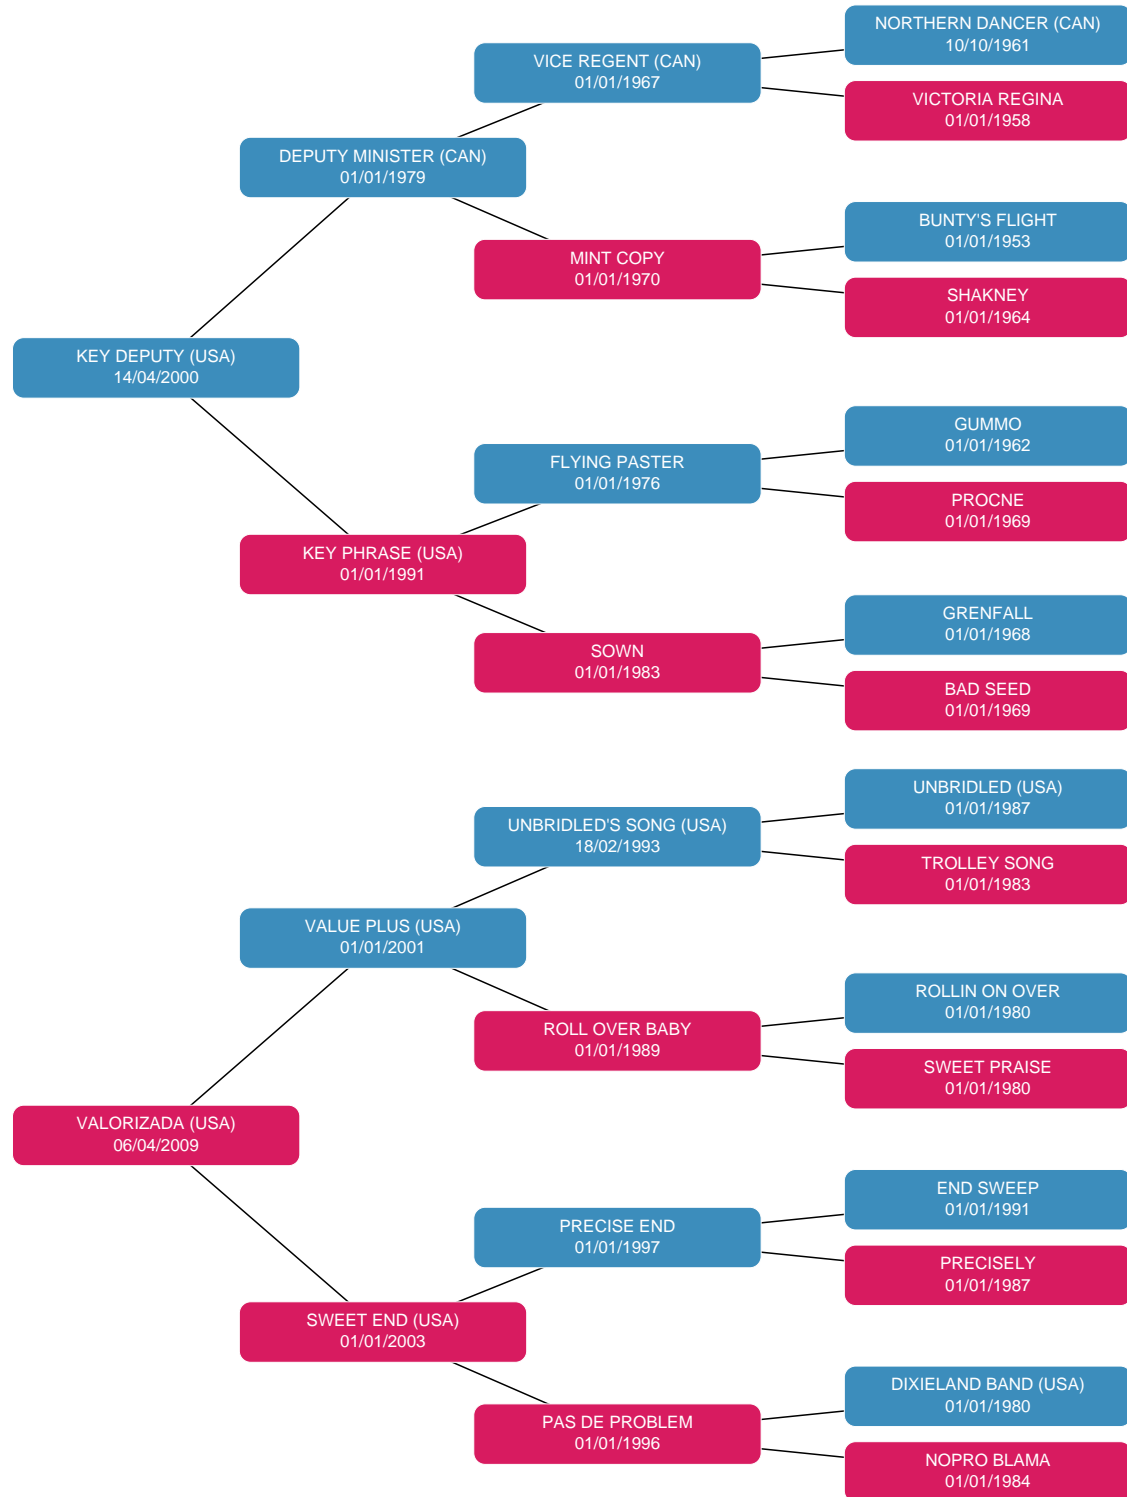 NORTHERN DANCER (CAN)
10/10/1961
VICE REGENT (CAN)
01/01/1967
VICTORIA REGINA
01/01/1958
DEPUTY MINISTER (CAN)
01/01/1979
BUNTY'S FLIGHT
01/01/1953
MINT COPY
01/01/1970
SHAKNEY
01/01/1964
KEY DEPUTY (USA)
14/04/2000
GUMMO
01/01/1962
FLYING PASTER
01/01/1976
PROCNE
01/01/1969
KEY PHRASE (USA)
01/01/1991
GRENFALL
01/01/1968
SOWN
01/01/1983
BAD SEED
01/01/1969
UNBRIDLED (USA)
01/01/1987
UNBRIDLED'S SONG (USA)
18/02/1993
TROLLEY SONG
01/01/1983
VALUE PLUS (USA)
01/01/2001
ROLLIN ON OVER
01/01/1980
ROLL OVER BABY
01/01/1989
SWEET PRAISE
01/01/1980
VALORIZADA (USA)
06/04/2009
END SWEEP
01/01/1991
PRECISE END
01/01/1997
PRECISELY
01/01/1987
SWEET END (USA)
01/01/2003
DIXIELAND BAND (USA)
01/01/1980
PAS DE PROBLEM
01/01/1996
NOPRO BLAMA
01/01/1984